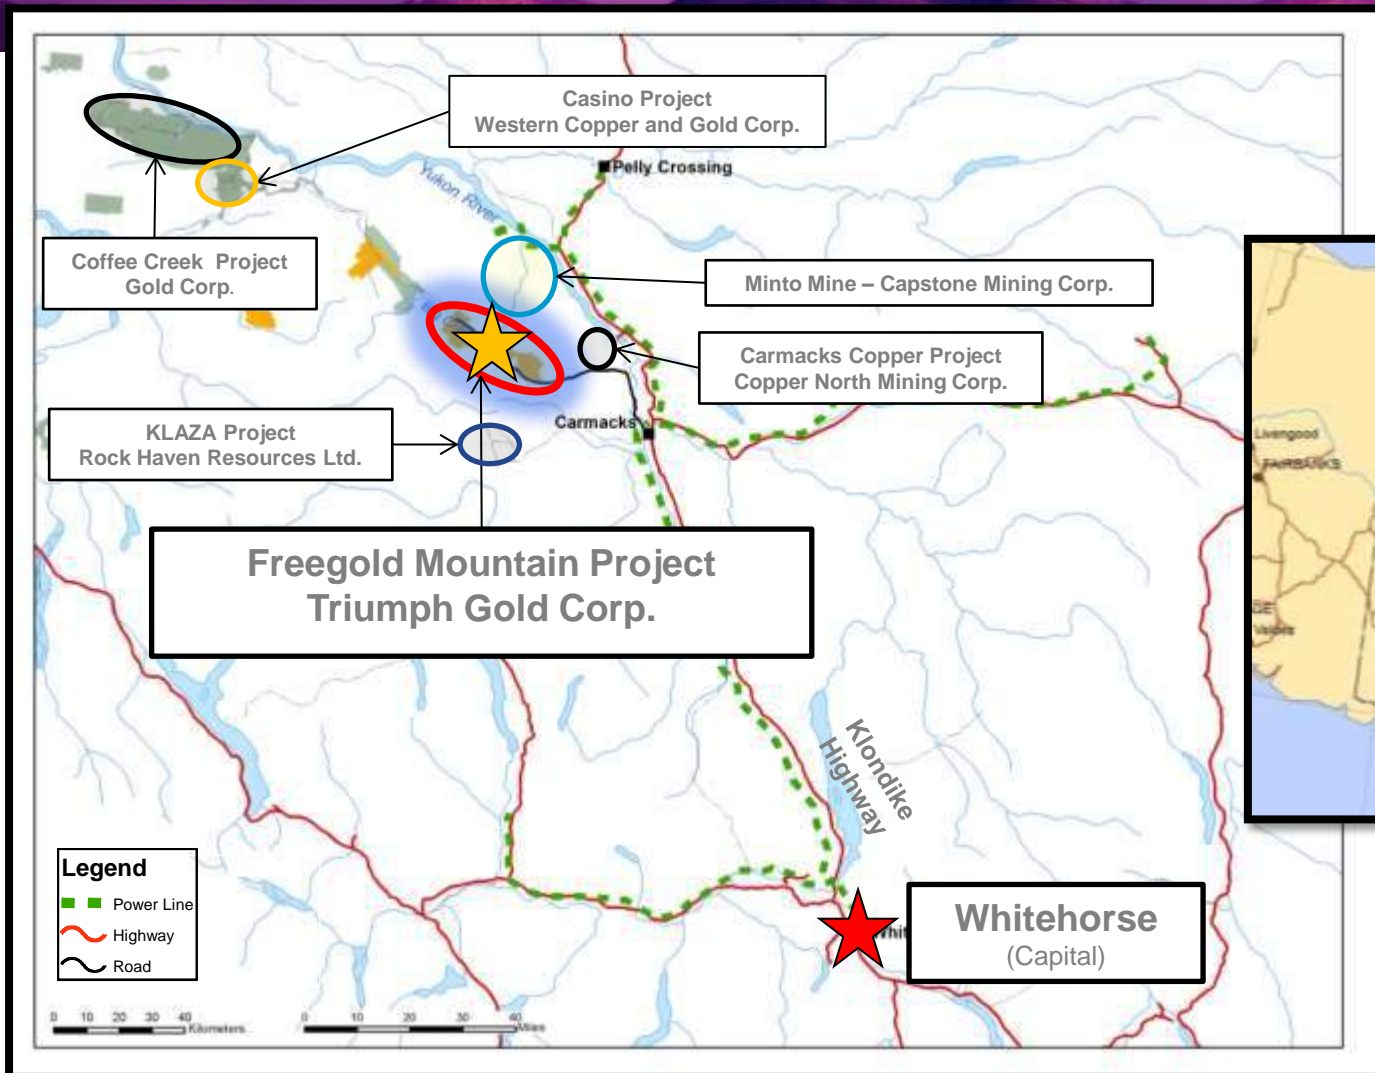 Casino Project
Western Copper and Gold Corp.
Pelly Crossing
Yukon River
Coffee Creek Project
Gold Corp.
Minto Mine – Capstone Mining Corp.
Carmacks Copper Project
Copper North Mining Corp.
Carmacks
KLAZA Project
Rock Haven Resources Ltd.
Livengood
FAIRBANKS
Freegold Mountain Project
Triumph Gold Corp.
GE
Valdez
Klondike
Highway
Legend
Power Line
Highway
Road
Whit
Whitehorse
(Capital)
0 10 20 30 40
Kilometers
0 10 20 30 40
Miles